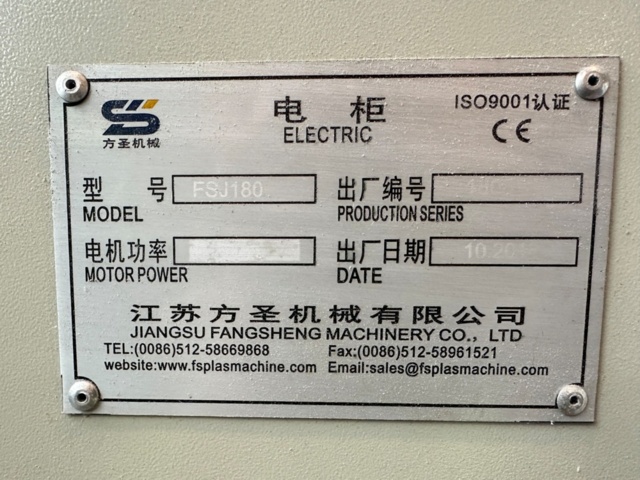 方圣机械
电柜
ELECTRIC
ISO9001认证
CE
型号 FSJ180
MODEL
出厂编号
PRODUCTION SERIES
电机功率
MOTOR POWER
出厂日期
DATE
江苏方圣机械有限公司
JIANGSU FANGSHENG MACHINERY CO., LTD
TEL:(0086)512-58669868 Fax:(0086)512-58961521
website:www.fsplasmachine.com Email:sales@fsplasmachine.com